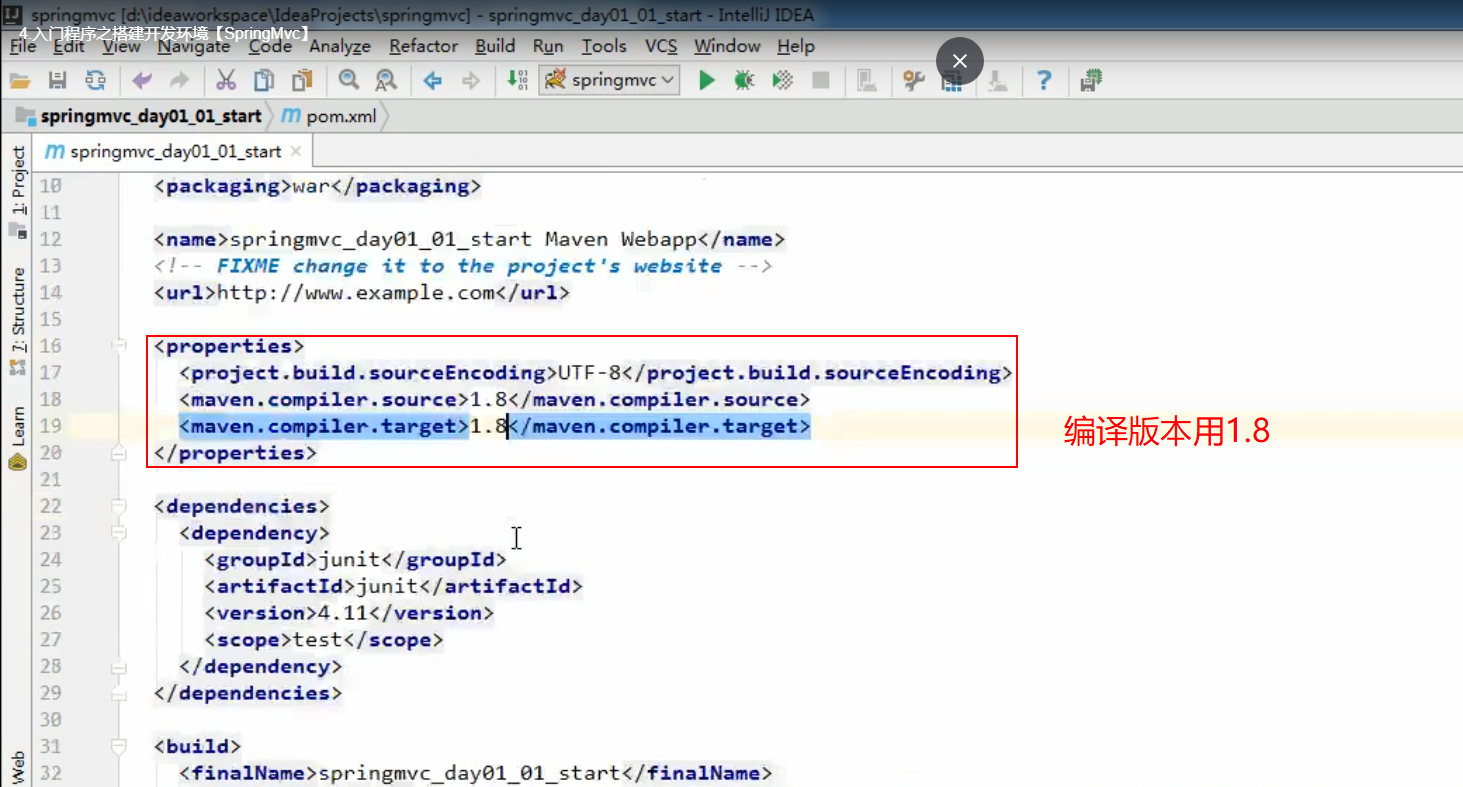 springmvc [d:\ideaworkspace\IdeaProjects\springmvc] - springmvc_day01_01_start - IntelliJ IDEA
4.入门程序之搭建开发环境【SpringMvc】
File Edit View Navigate Code Analyze Refactor Build Run Tools VCS Window Help
springmvc
springmvc_day01_01_start pom.xml
springmvc_day01_01_start
1: Project
7: Structure
Learn
Web
10 <packaging>war</packaging>
11
12 <name>springmvc_day01_01_start Maven Webapp</name>
13 <!-- FIXME change it to the project's website -->
14 <url>http://www.example.com</url>
15
16 <properties>
17 <project.build.sourceEncoding>UTF-8</project.build.sourceEncoding>
18 <maven.compiler.source>1.8</maven.compiler.source>
19 <maven.compiler.target>1.8</maven.compiler.target>
20 </properties>
编译版本用1.8
21
22 <dependencies>
23 <dependency>
24 <groupId>junit</groupId>
25 <artifactId>junit</artifactId>
26 <version>4.11</version>
27 <scope>test</scope>
28 </dependency>
29 </dependencies>
30
31 <build>
32 <finalName>springmvc_day01_01_start</finalName>